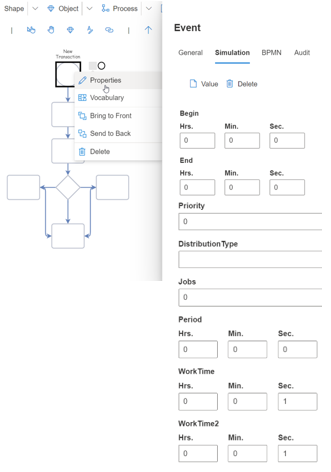 Shape Object Process
New
Transaction
Properties
Vocabulary
Bring to Front
Send to Back
Delete
Event
General Simulation BPMN Audit
Value Delete
Begin
Hrs. Min. Sec.
0 0 0
End
Hrs. Min. Sec.
0 0 0
Priority
0
DistributionType
Jobs
0
Period
Hrs. Min. Sec.
0 0 0
WorkTime
Hrs. Min. Sec.
0 0 1
WorkTime2
Hrs. Min. Sec.
0 0 1